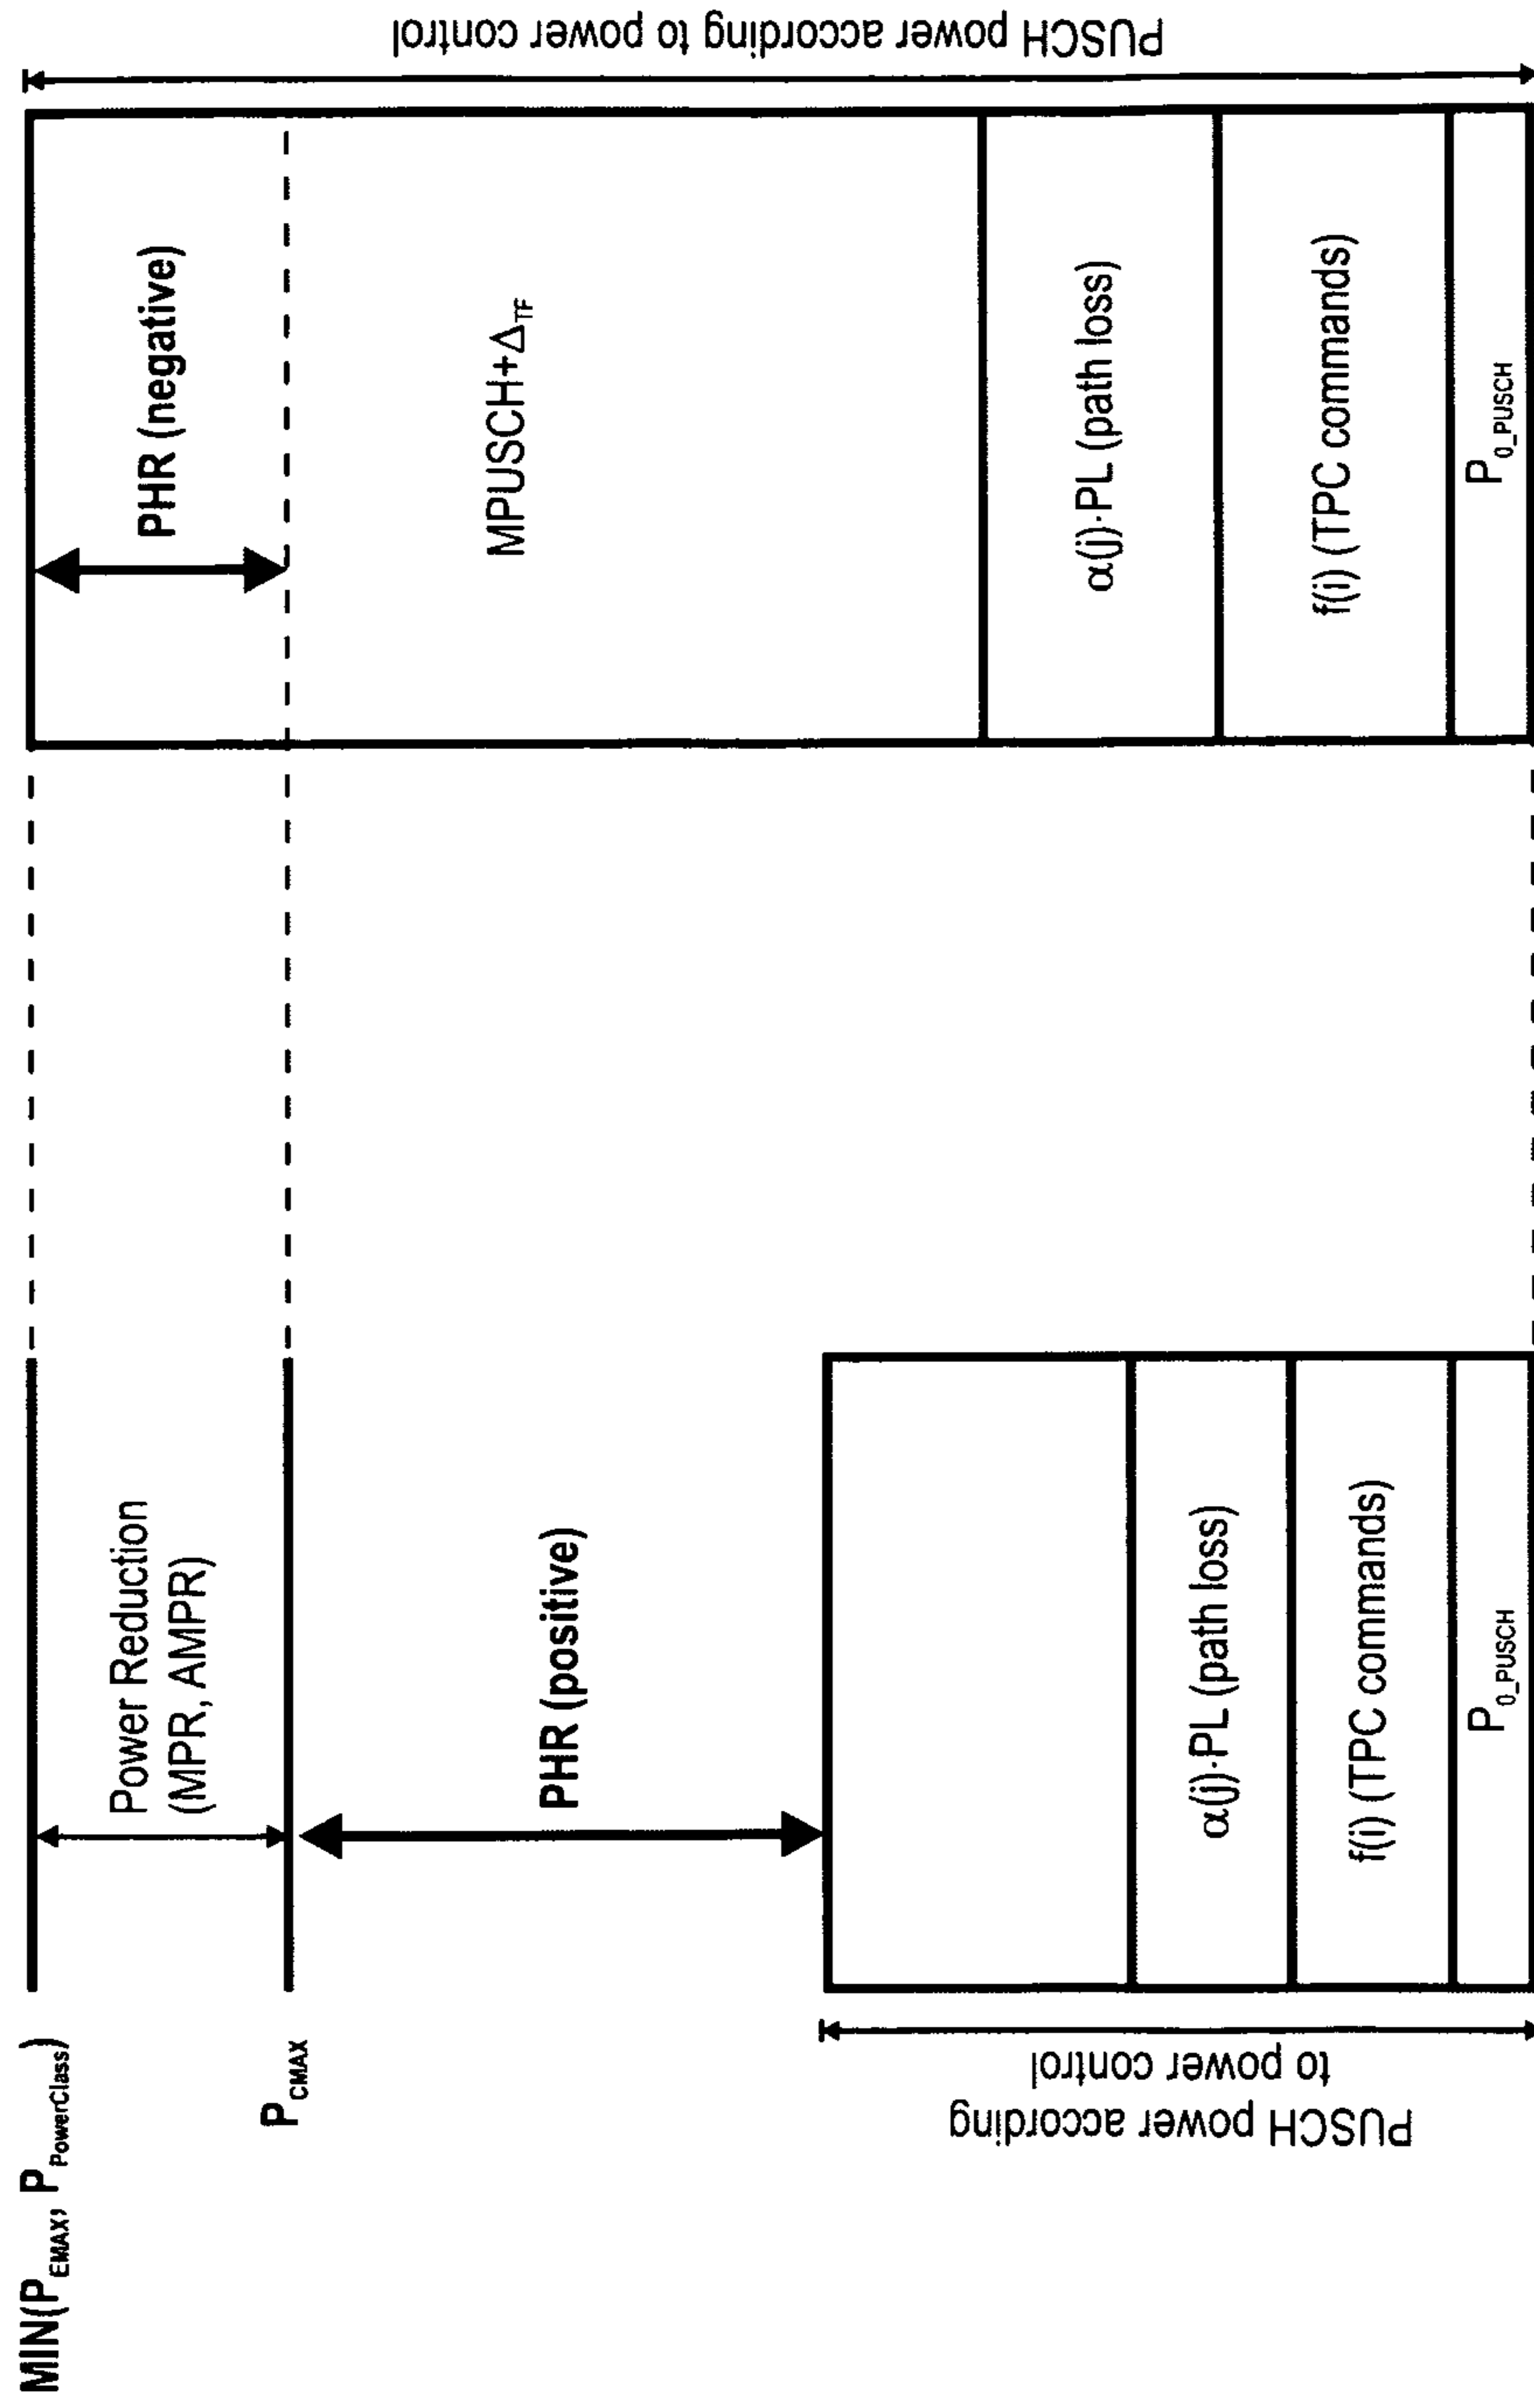 MIN(P_EMAX, P_PowerClass)
P_CMAX
Power Reduction
(MPR, AMPR)
PHR (positive)
PUSCH power according
to power control
α(j)·PL (path loss)
f(i) (TPC commands)
P_0_PUSCH
PHR (negative)
MPUSCH+Δ_TF
α(j)·PL (path loss)
f(i) (TPC commands)
P_0_PUSCH
PUSCH power according to power control